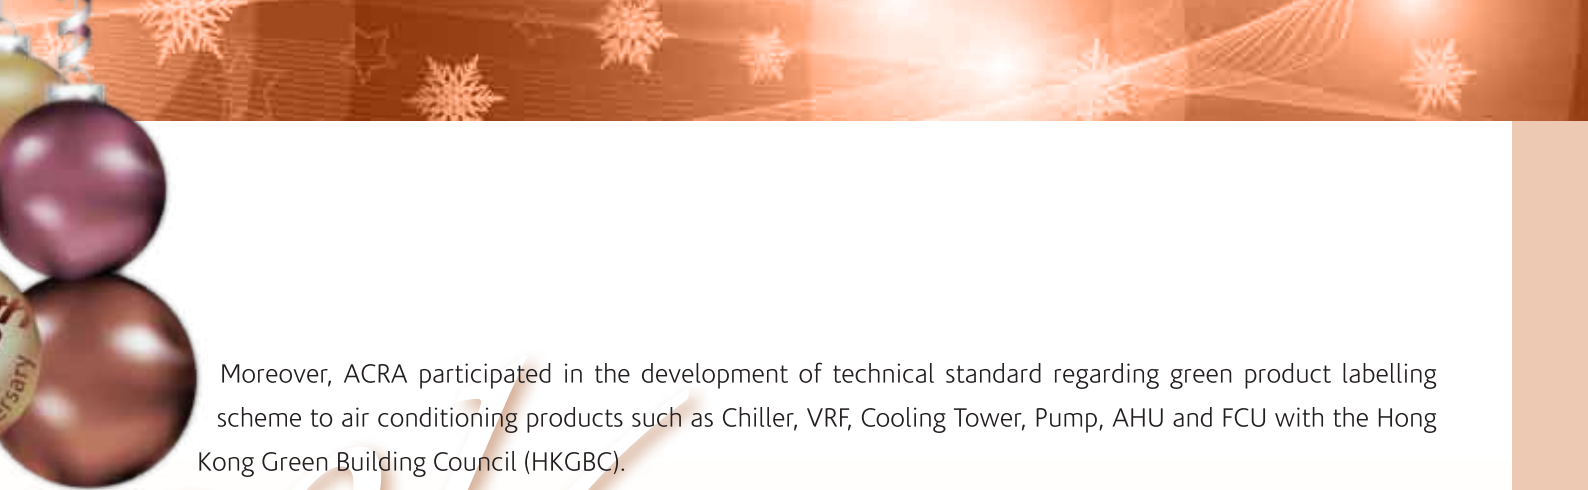 Moreover, ACRA participated in the development of technical standard regarding green product labelling
scheme to air conditioning products such as Chiller, VRF, Cooling Tower, Pump, AHU and FCU with the Hong
Kong Green Building Council (HKGBC).